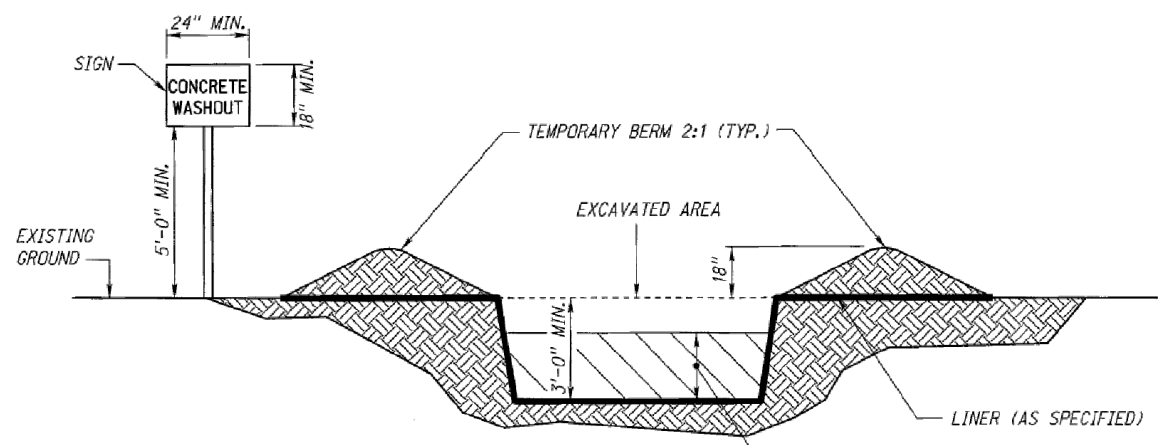 24" MIN.
SIGN
CONCRETE
WASHOUT
18" MIN.
TEMPORARY BERM 2:1 (TYP.)
5'-0" MIN.
EXCAVATED AREA
EXISTING
GROUND
18"
3'-0" MIN.
LINER (AS SPECIFIED)